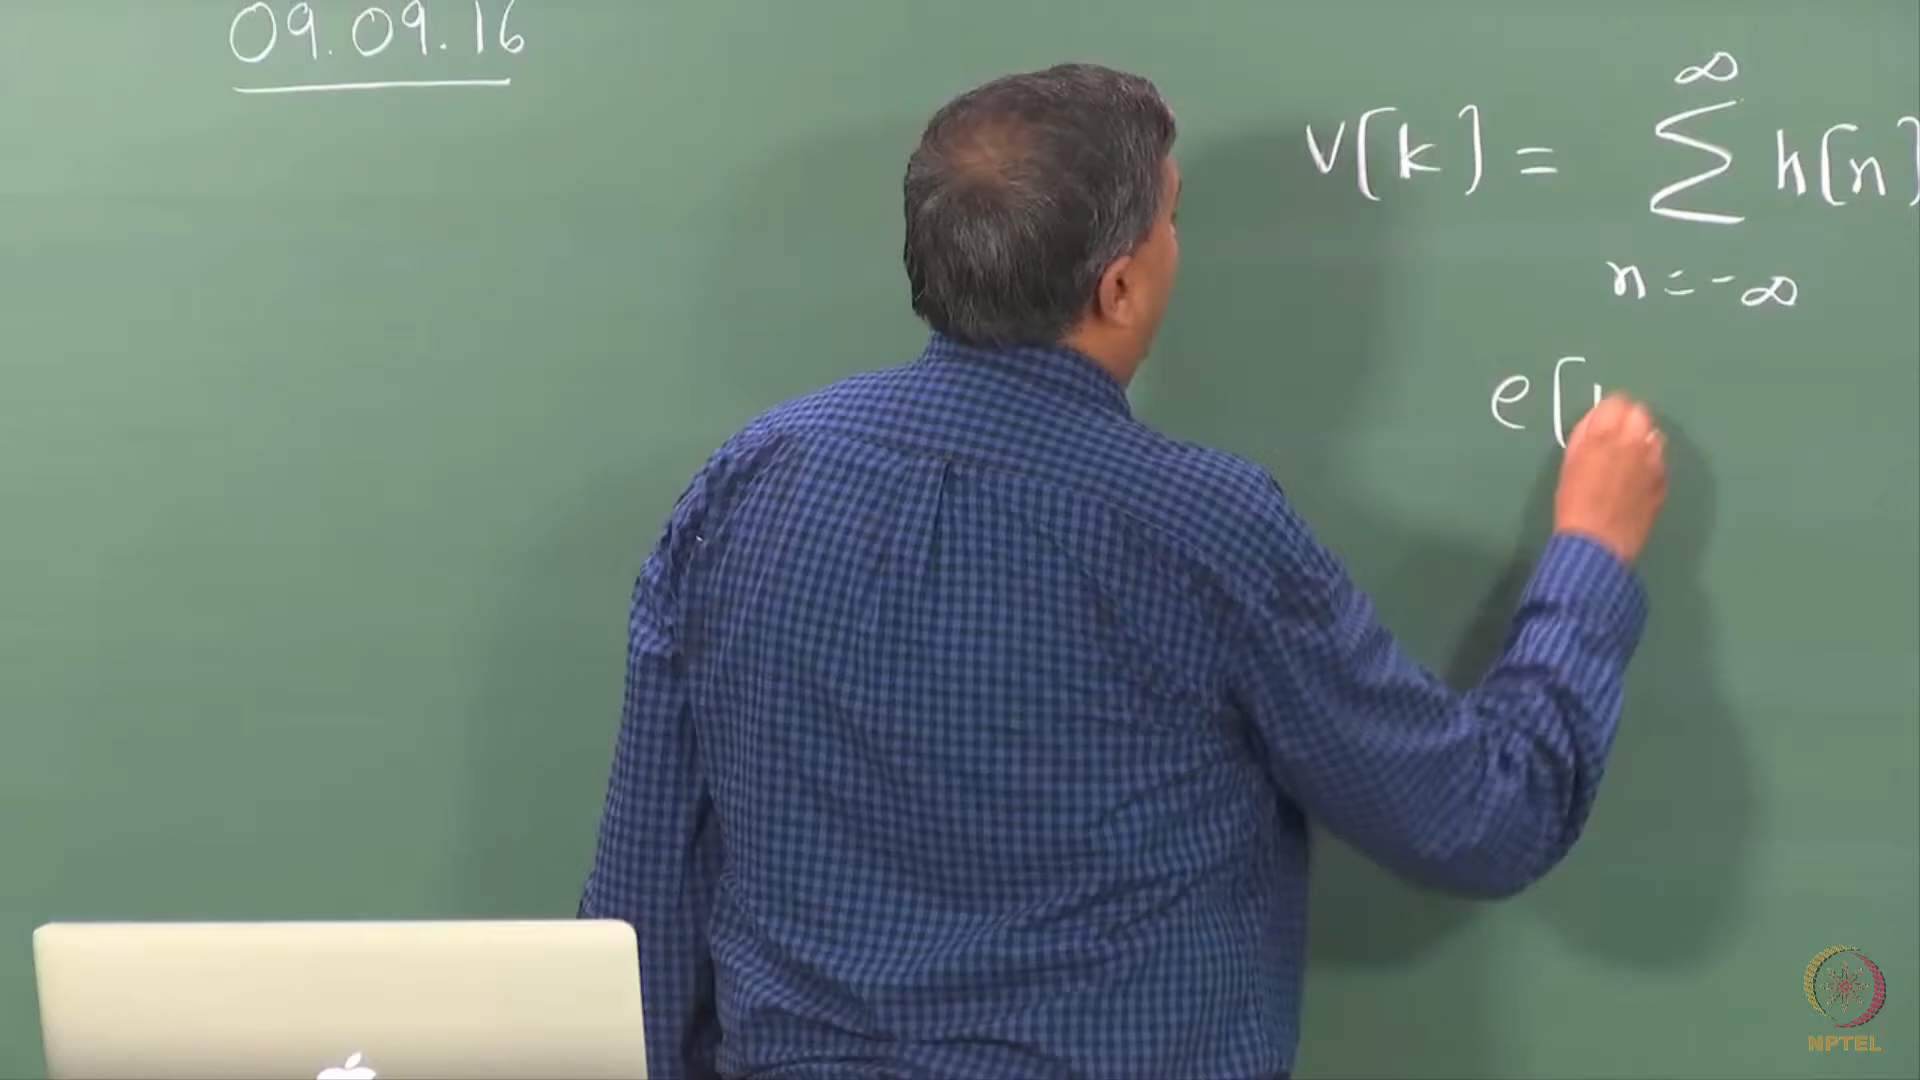 09.09.16
v[k] = ∞ ∑ n=-∞ h[n]
e[
NPTEL